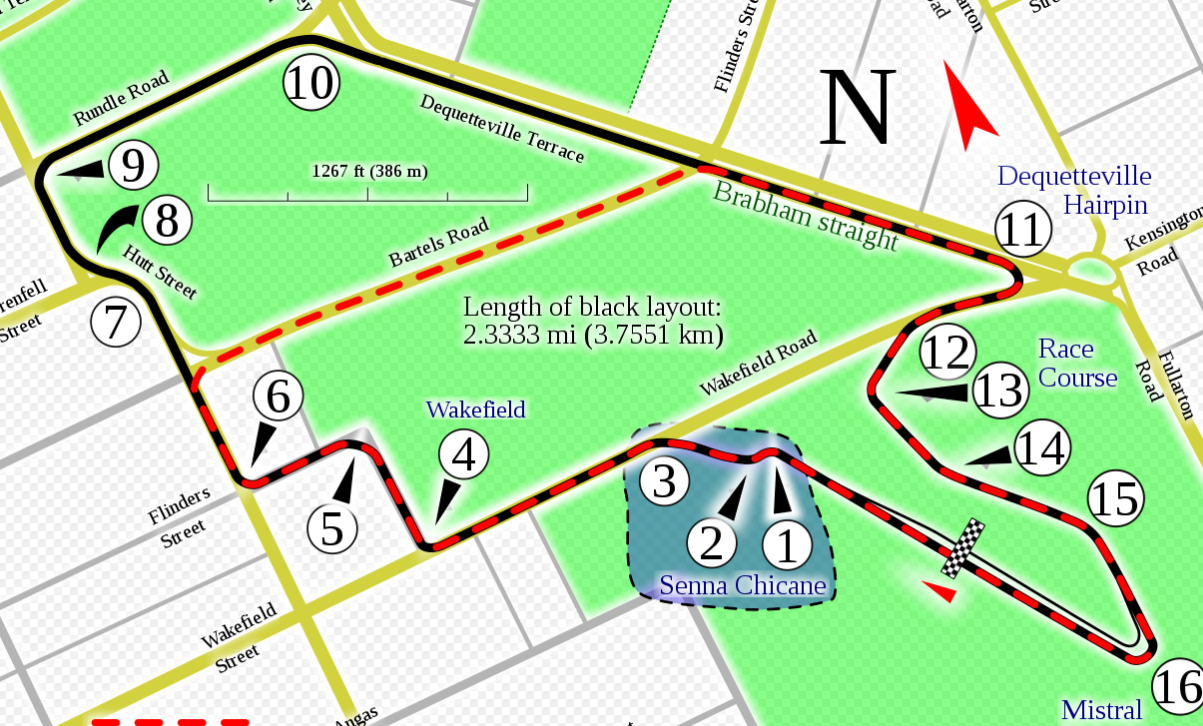 Flinders Stre
N
10
Rundle Road
Dequetteville Terrace
9
1267 ft (386 m)
Dequetteville
Hairpin
Brabham straight
8
11
Kensington
Road
Bartels Road
Hutt Street
renfell
Street
7
Length of black layout:
2.3333 mi (3.7551 km)
Wakefield Road
12
Race
Course
Fullarton
Road
6
13
Wakefield
4
14
3
15
Flinders
Street
5
2
1
Senna Chicane
Wakefield
Street
16
Mistral
Angas